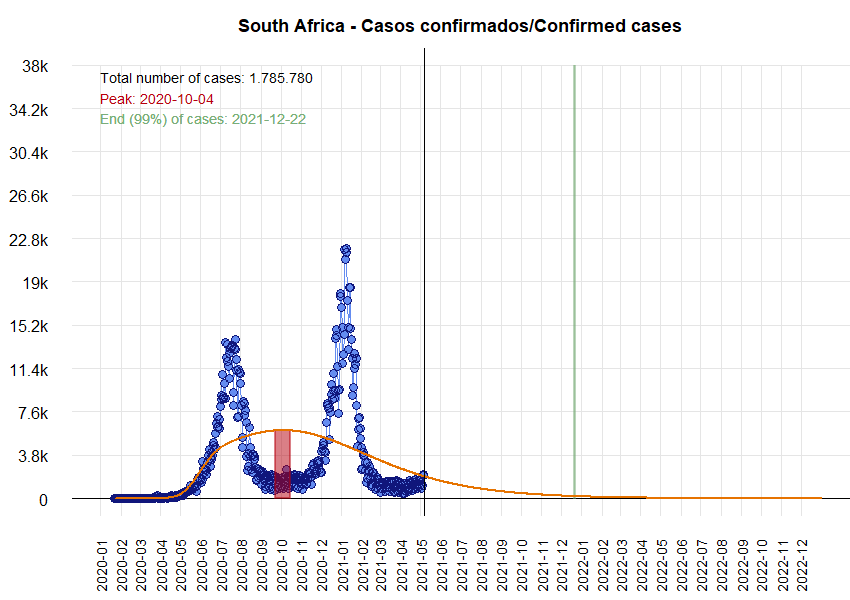 South Africa - Casos confirmados/Confirmed cases
38k
Total number of cases: 1.785.780
Peak: 2020-10-04
34.2k
End (99%) of cases: 2021-12-22
30.4k
26.6k
22.8k
19k
15.2k
11.4k
7.6k
3.8k
0
2020-01
2020-02
2020-03
2020-04
2020-05
2020-06
2020-07
2020-08
2020-09
2020-10
2020-11
2020-12
2021-01
2021-02
2021-03
2021-04
2021-05
2021-06
2021-07
2021-08
2021-09
2021-10
2021-11
2021-12
2022-01
2022-02
2022-03
2022-04
2022-05
2022-06
2022-07
2022-08
2022-09
2022-10
2022-11
2022-12